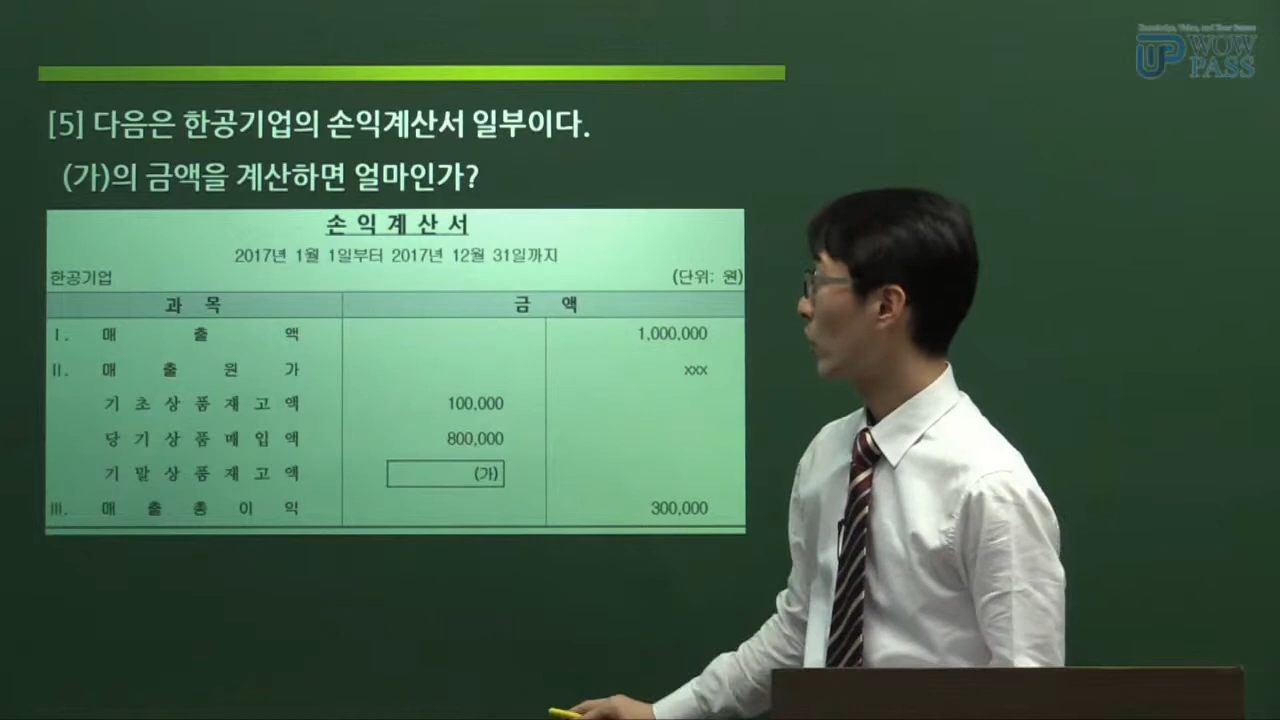 WOW
UP PASS
[5] 다음은 한공기업의 손익계산서 일부이다.
(가)의 금액을 계산하면 얼마인가?
손 익 계 산 서
2017년 1월 1일부터 2017년 12월 31일까지
한공기업 (단위: 원)
과 목 금 액
Ⅰ. 매 출 액 1,000,000
Ⅱ. 매 출 원 가 xxx
기 초 상 품 재 고 액 100,000
당 기 상 품 매 입 액 800,000
기 말 상 품 재 고 액 (가)
Ⅲ. 매 출 총 이 익 300,000